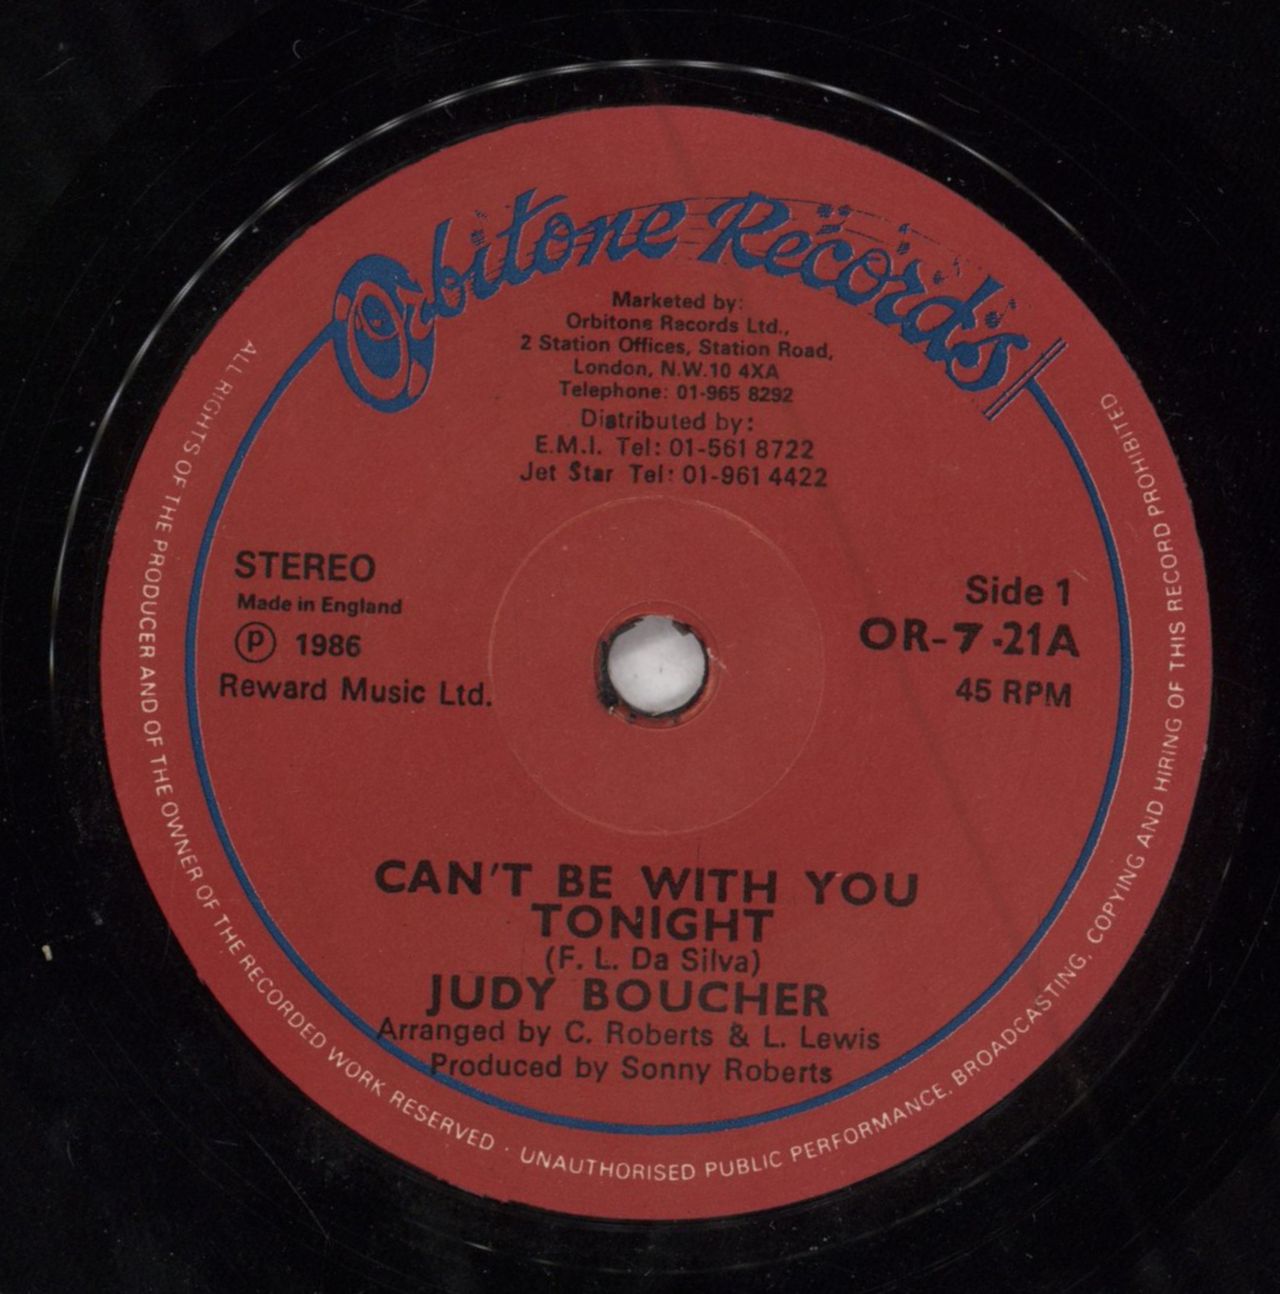 Orbitone Records
Marketed by:
Orbitone Records Ltd.,
2 Station Offices, Station Road,
London, N.W.10 4XA
Telephone: 01-965 8292
Distributed by:
E.M.I. Tel: 01-561 8722
Jet Star Tel: 01-961 4422
STEREO
Made in England
Ⓟ 1986
Reward Music Ltd.
Side 1
OR-7-21A
45 RPM
CAN'T BE WITH YOU
TONIGHT
(F. L. Da Silva)
JUDY BOUCHER
Arranged by C. Roberts & L. Lewis
Produced by Sonny Roberts
ALL RIGHTS OF THE PRODUCER AND OF THE OWNER OF THE RECORDED WORK RESERVED · UNAUTHORISED PUBLIC PERFORMANCE, BROADCASTING, COPYING AND HIRING OF THIS RECORD PROHIBITED